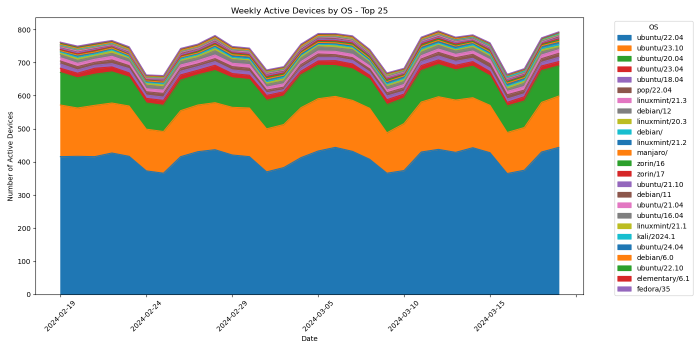 Weekly Active Devices by OS - Top 25
Number of Active Devices
800
700
600
500
400
300
200
100
0
2024-02-19
2024-02-24
2024-02-29
2024-03-05
2024-03-10
2024-03-15
Date
OS
ubuntu/22.04
ubuntu/23.10
ubuntu/20.04
ubuntu/23.04
ubuntu/18.04
pop/22.04
linuxmint/21.3
debian/12
linuxmint/20.3
debian/
linuxmint/21.2
manjaro/
zorin/16
zorin/17
ubuntu/21.10
debian/11
ubuntu/21.04
ubuntu/16.04
linuxmint/21.1
kali/2024.1
ubuntu/24.04
debian/6.0
ubuntu/22.10
elementary/6.1
fedora/35